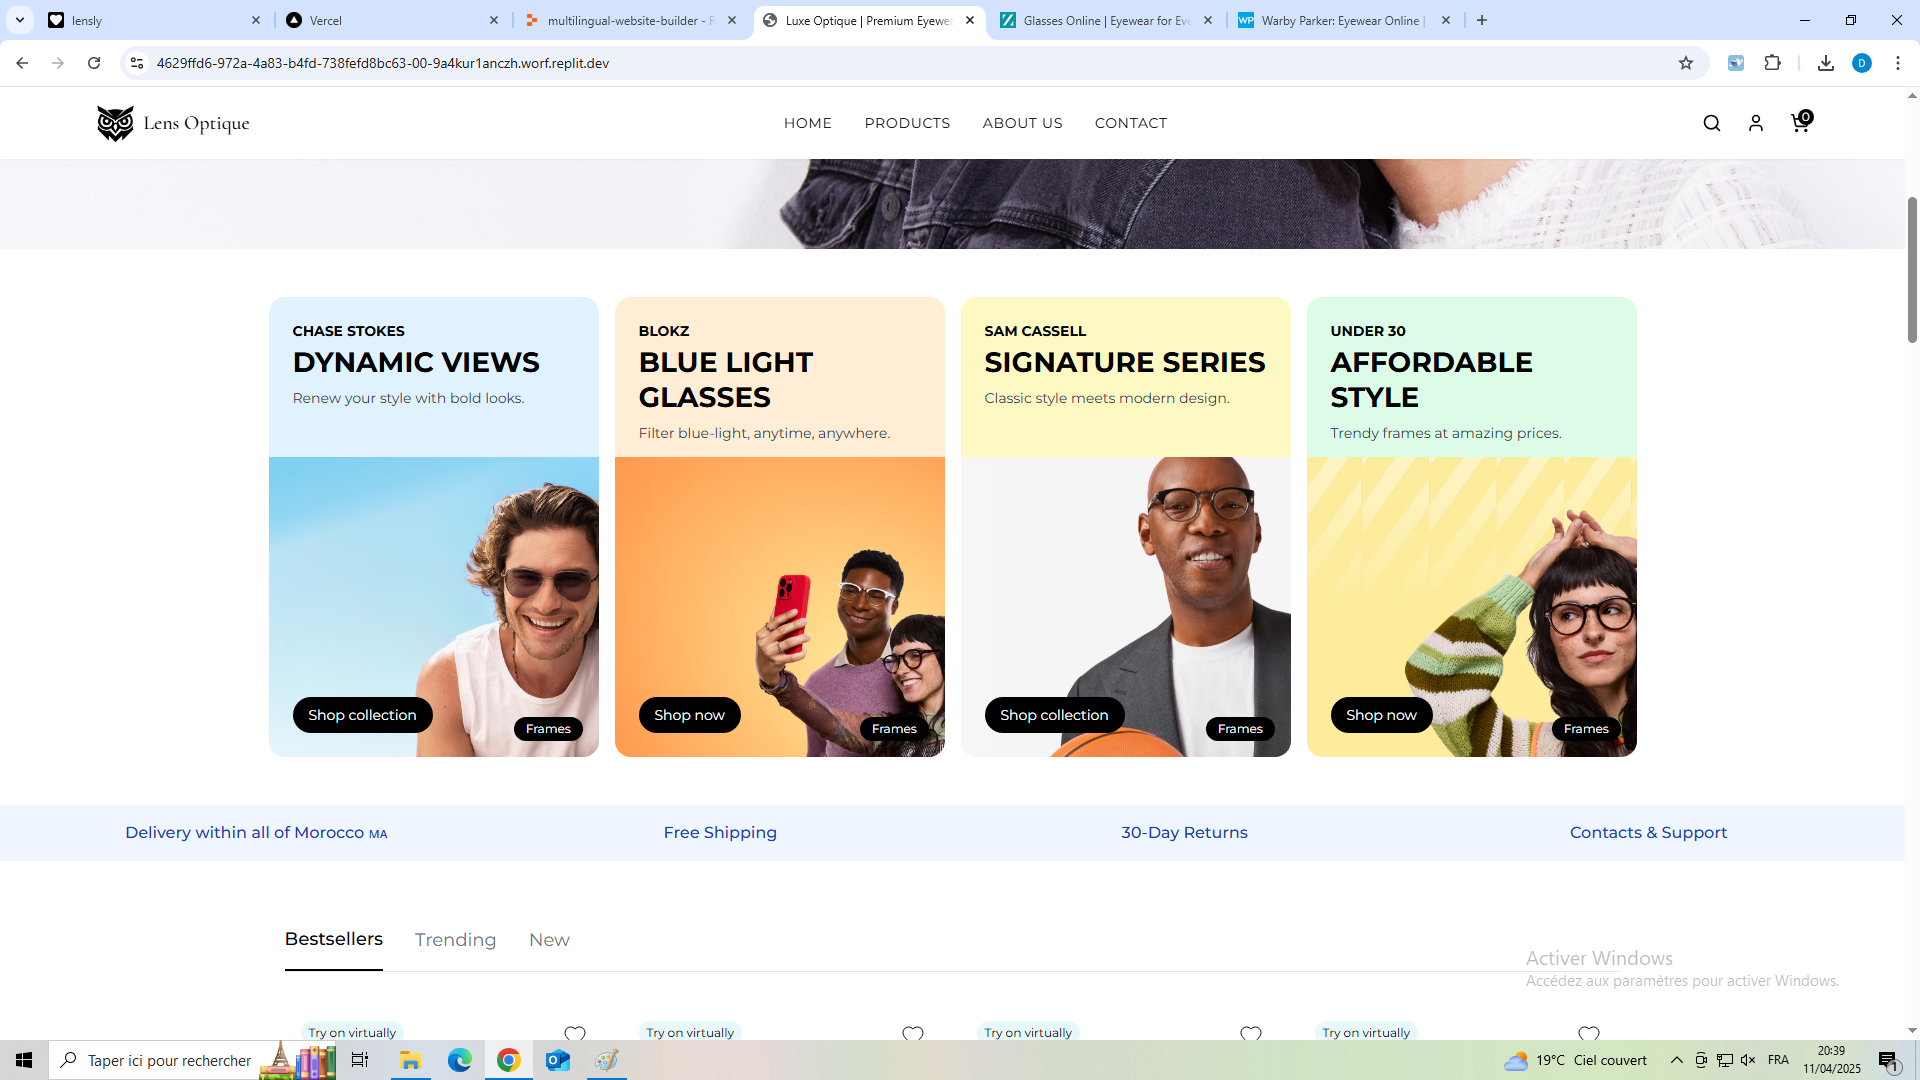 lensly
Vercel
multilingual-website-builder - R
Luxe Optique | Premium Eyewe
Glasses Online | Eyewear for Eve
Warby Parker: Eyewear Online |
4629ffd6-972a-4a83-b4fd-738fefd8bc63-00-9a4kur1anczh.worf.replit.dev
D
Lens Optique
HOME
PRODUCTS
ABOUT US
CONTACT
0
CHASE STOKES
DYNAMIC VIEWS
Renew your style with bold looks.
Shop collection
Frames
BLOKZ
BLUE LIGHT
GLASSES
Filter blue-light, anytime, anywhere.
Shop now
Frames
SAM CASSELL
SIGNATURE SERIES
Classic style meets modern design.
Shop collection
Frames
UNDER 30
AFFORDABLE
STYLE
Trendy frames at amazing prices.
Shop now
Frames
Delivery within all of Morocco MA
Free Shipping
30-Day Returns
Contacts & Support
Bestsellers
Trending
New
Activer Windows
Accédez aux paramètres pour activer Windows.
Try on virtually
Try on virtually
Try on virtually
Try on virtually
Taper ici pour rechercher
19°C Ciel couvert
FRA
20:39
11/04/2025
1